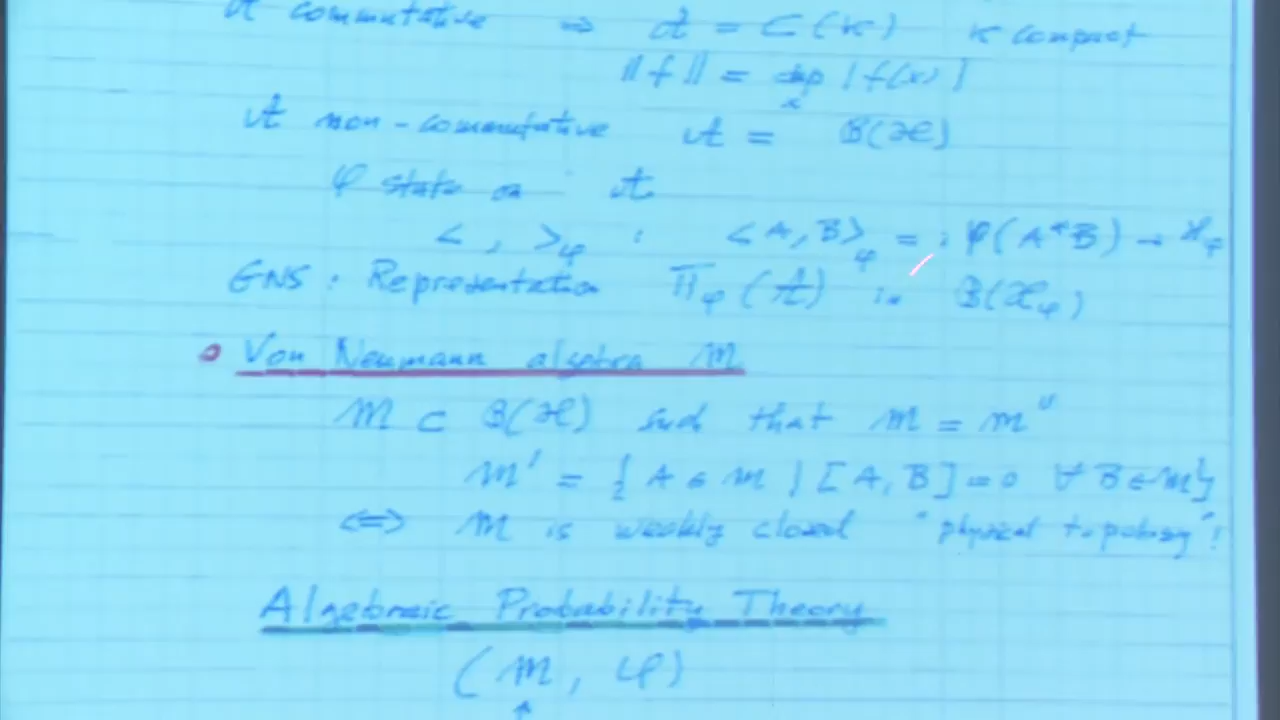 A commutative ⇒ A = C(K) K compact
||f|| = sup |f(x)|
x
A non-commutative A = B(ℋ)
φ state on A
< , >φ : <A, B>φ = : φ(A*B) → ℋφ
GNS : Representation Πφ(A) in B(ℋφ)
• Von Neumann algebra M
M ⊂ B(ℋ) such that M = M''
M' = { A ∈ M | [A, B] = 0 ∀ B ∈ M }
⟺ M is weakly closed "physical topology"!
Algebraic Probability Theory
(M, φ)
↑